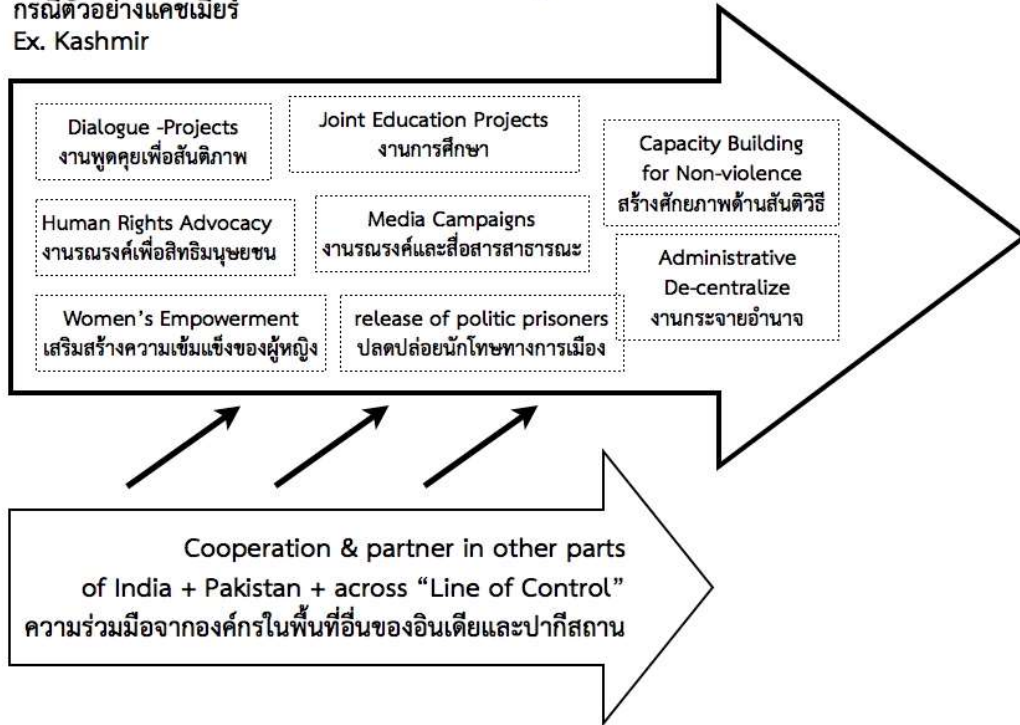 กรณีตัวอย่างแคชเมียร์
Ex. Kashmir
Dialogue -Projects
งานพูดคุยเพื่อสันติภาพ
Joint Education Projects
งานการศึกษา
Capacity Building
for Non-violence
สร้างศักยภาพด้านสันติวิธี
Human Rights Advocacy
งานรณรงค์เพื่อสิทธิมนุษยชน
Media Campaigns
งานรณรงค์และสื่อสารสาธารณะ
Administrative
De-centralize
งานกระจายอำนาจ
Women's Empowerment
เสริมสร้างความเข้มแข็งของผู้หญิง
release of politic prisoners
ปลดปล่อยนักโทษทางการเมือง
Cooperation & partner in other parts
of India + Pakistan + across “Line of Control”
ความร่วมมือจากองค์กรในพื้นที่อื่นของอินเดียและปากีสถาน